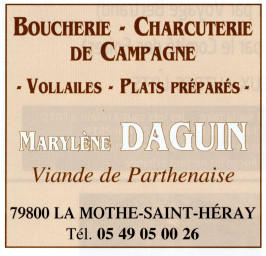 BOUCHERIE - CHARCUTERIE
DE CAMPAGNE
- VOLLAILES - PLATS PRÉPARÉS -
MARYLÈNE DAGUIN
Viande de Parthenaise
79800 LA MOTHE-SAINT-HÉRAY
Tél. 05 49 05 00 26